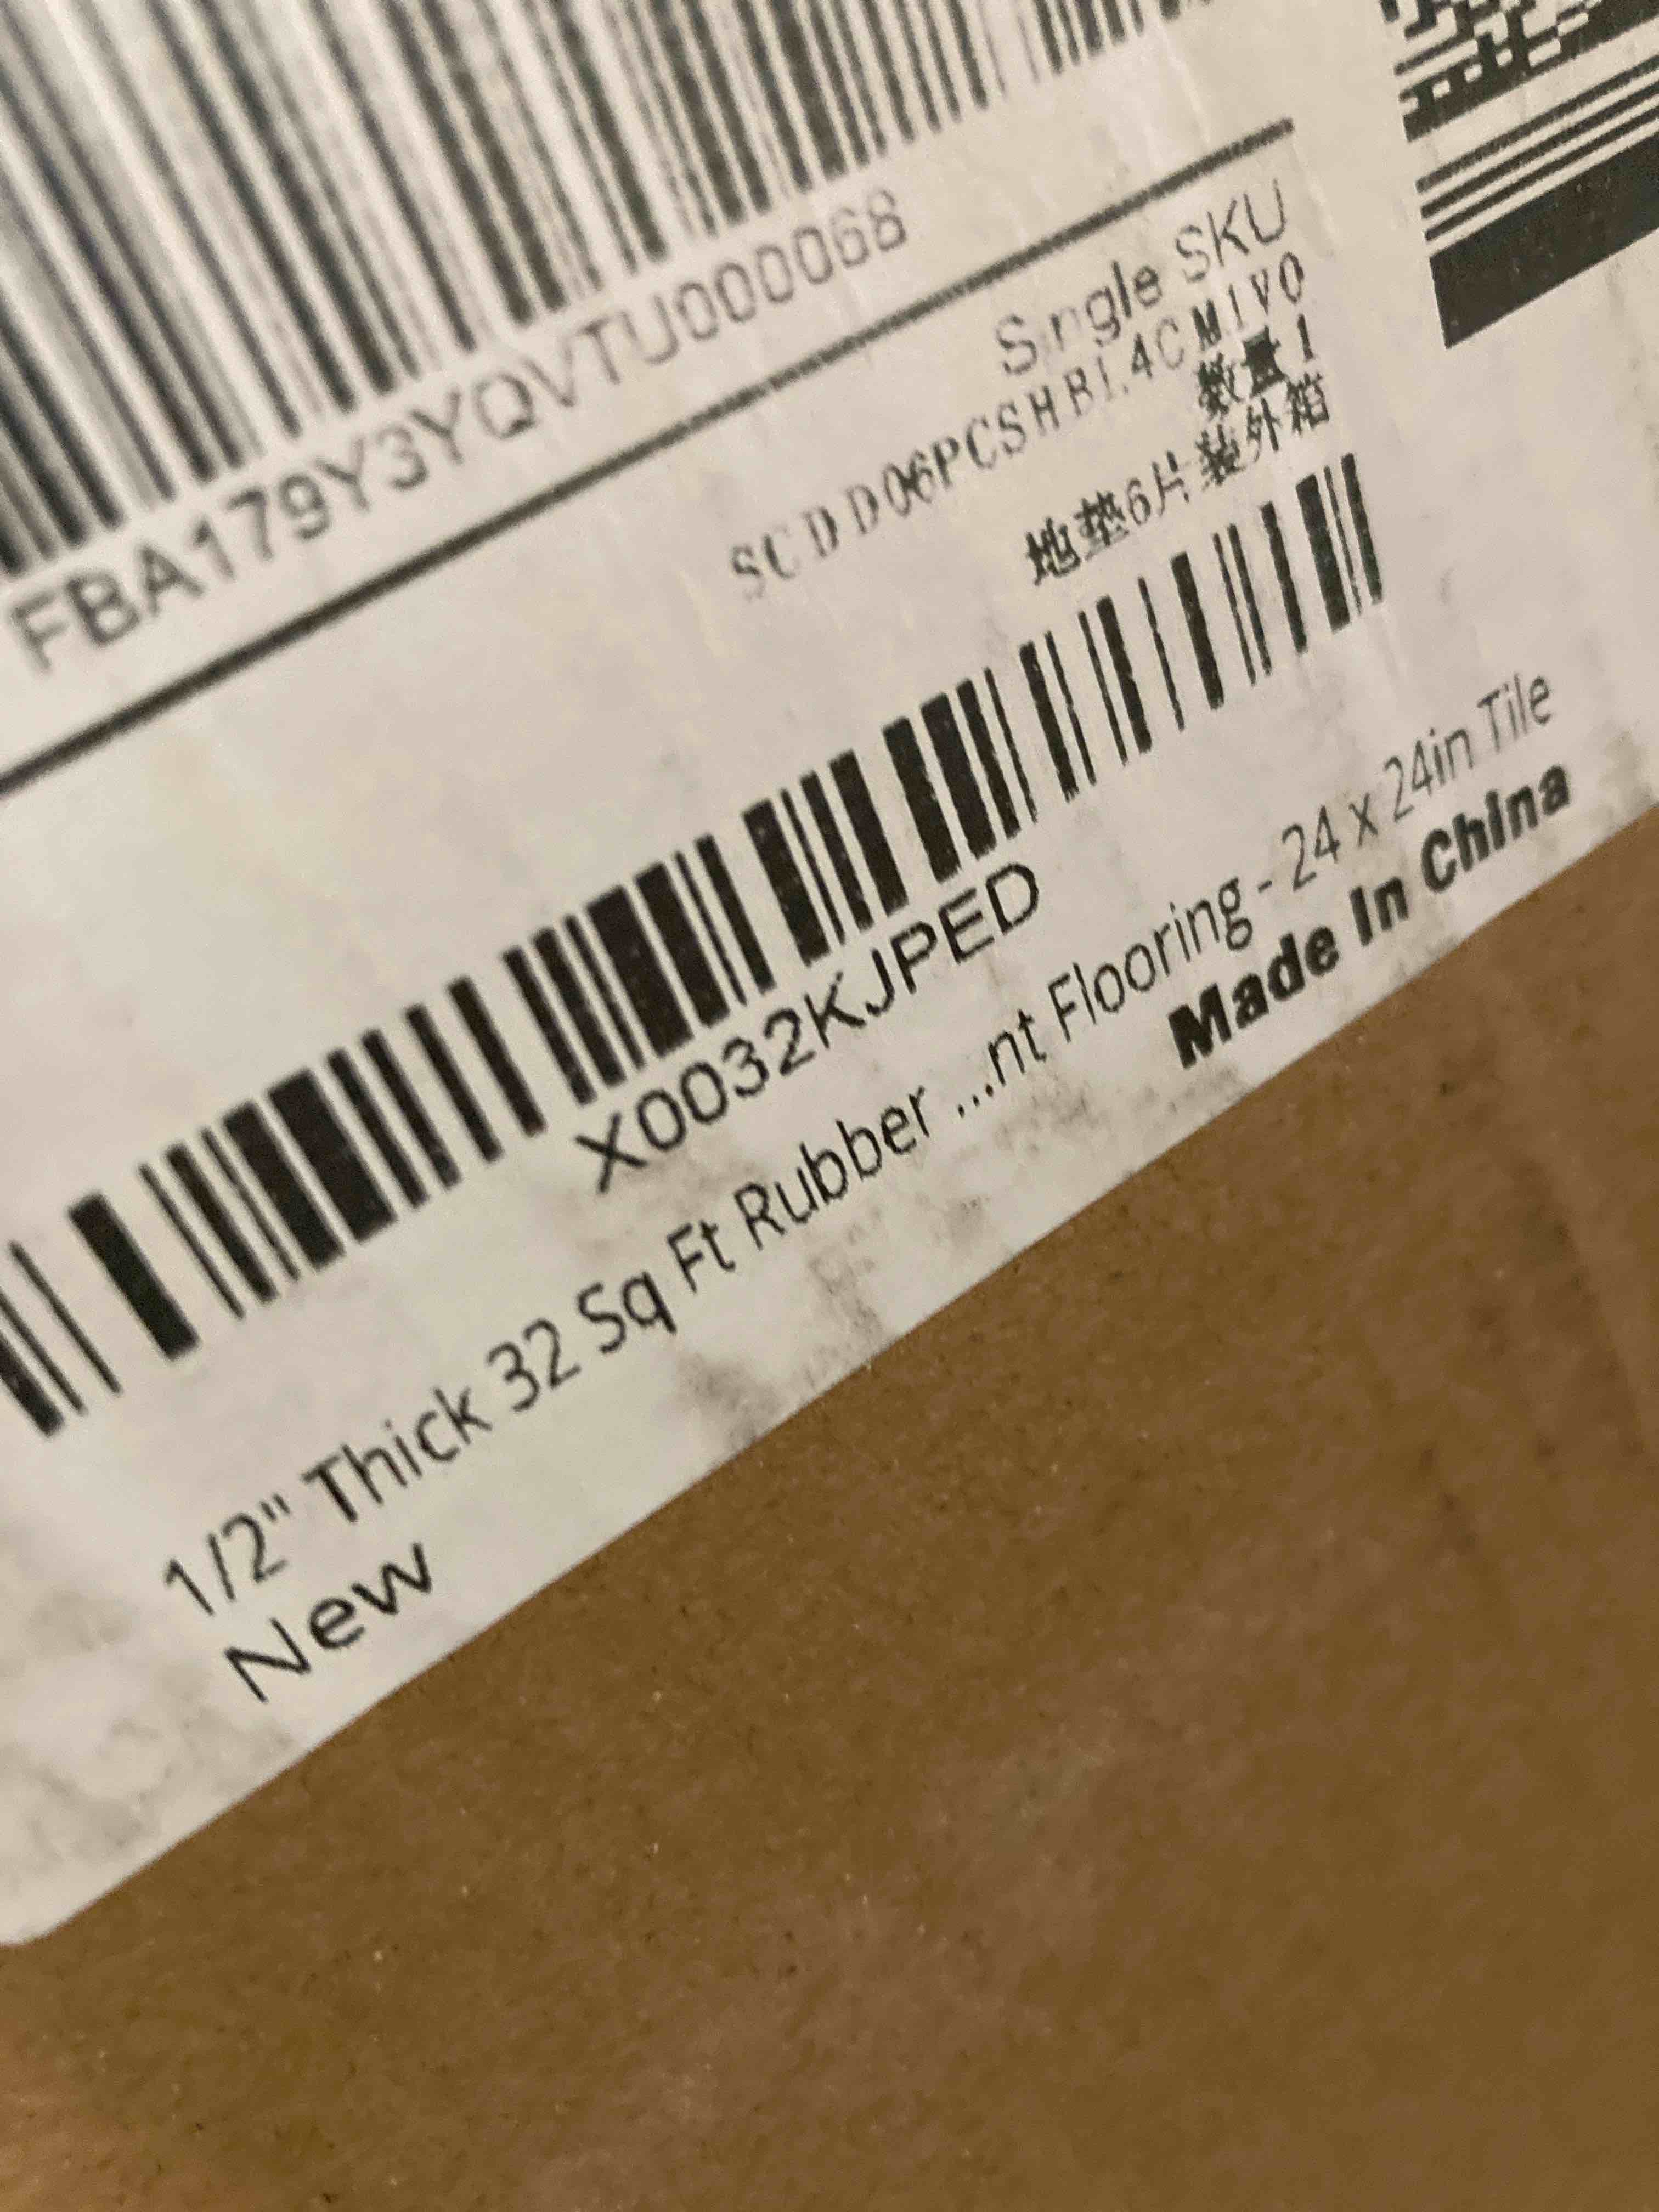 FBA179Y3YQVTU000068
Single SKU
SCDD06PCSHBL4CMIV0
数量1
地垫6片装外箱
X0032KJPED
1/2" Thick 32 Sq Ft Rubber ...nt Flooring - 24 x 24in Tile
New
Made In China